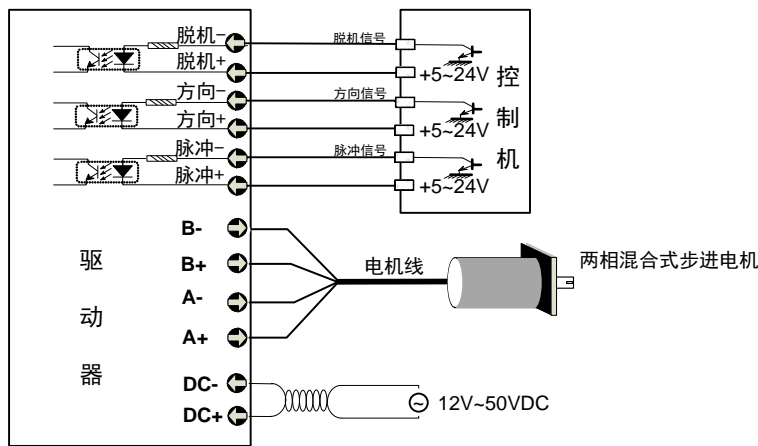 脱机−
脱机信号
脱机+
+5~24V
方向−
方向信号
方向+
+5~24V
脉冲−
脉冲信号
脉冲+
+5~24V
控制机
B-
B+
A-
A+
电机线
两相混合式步进电机
驱动器
DC-
DC+
12V~50VDC